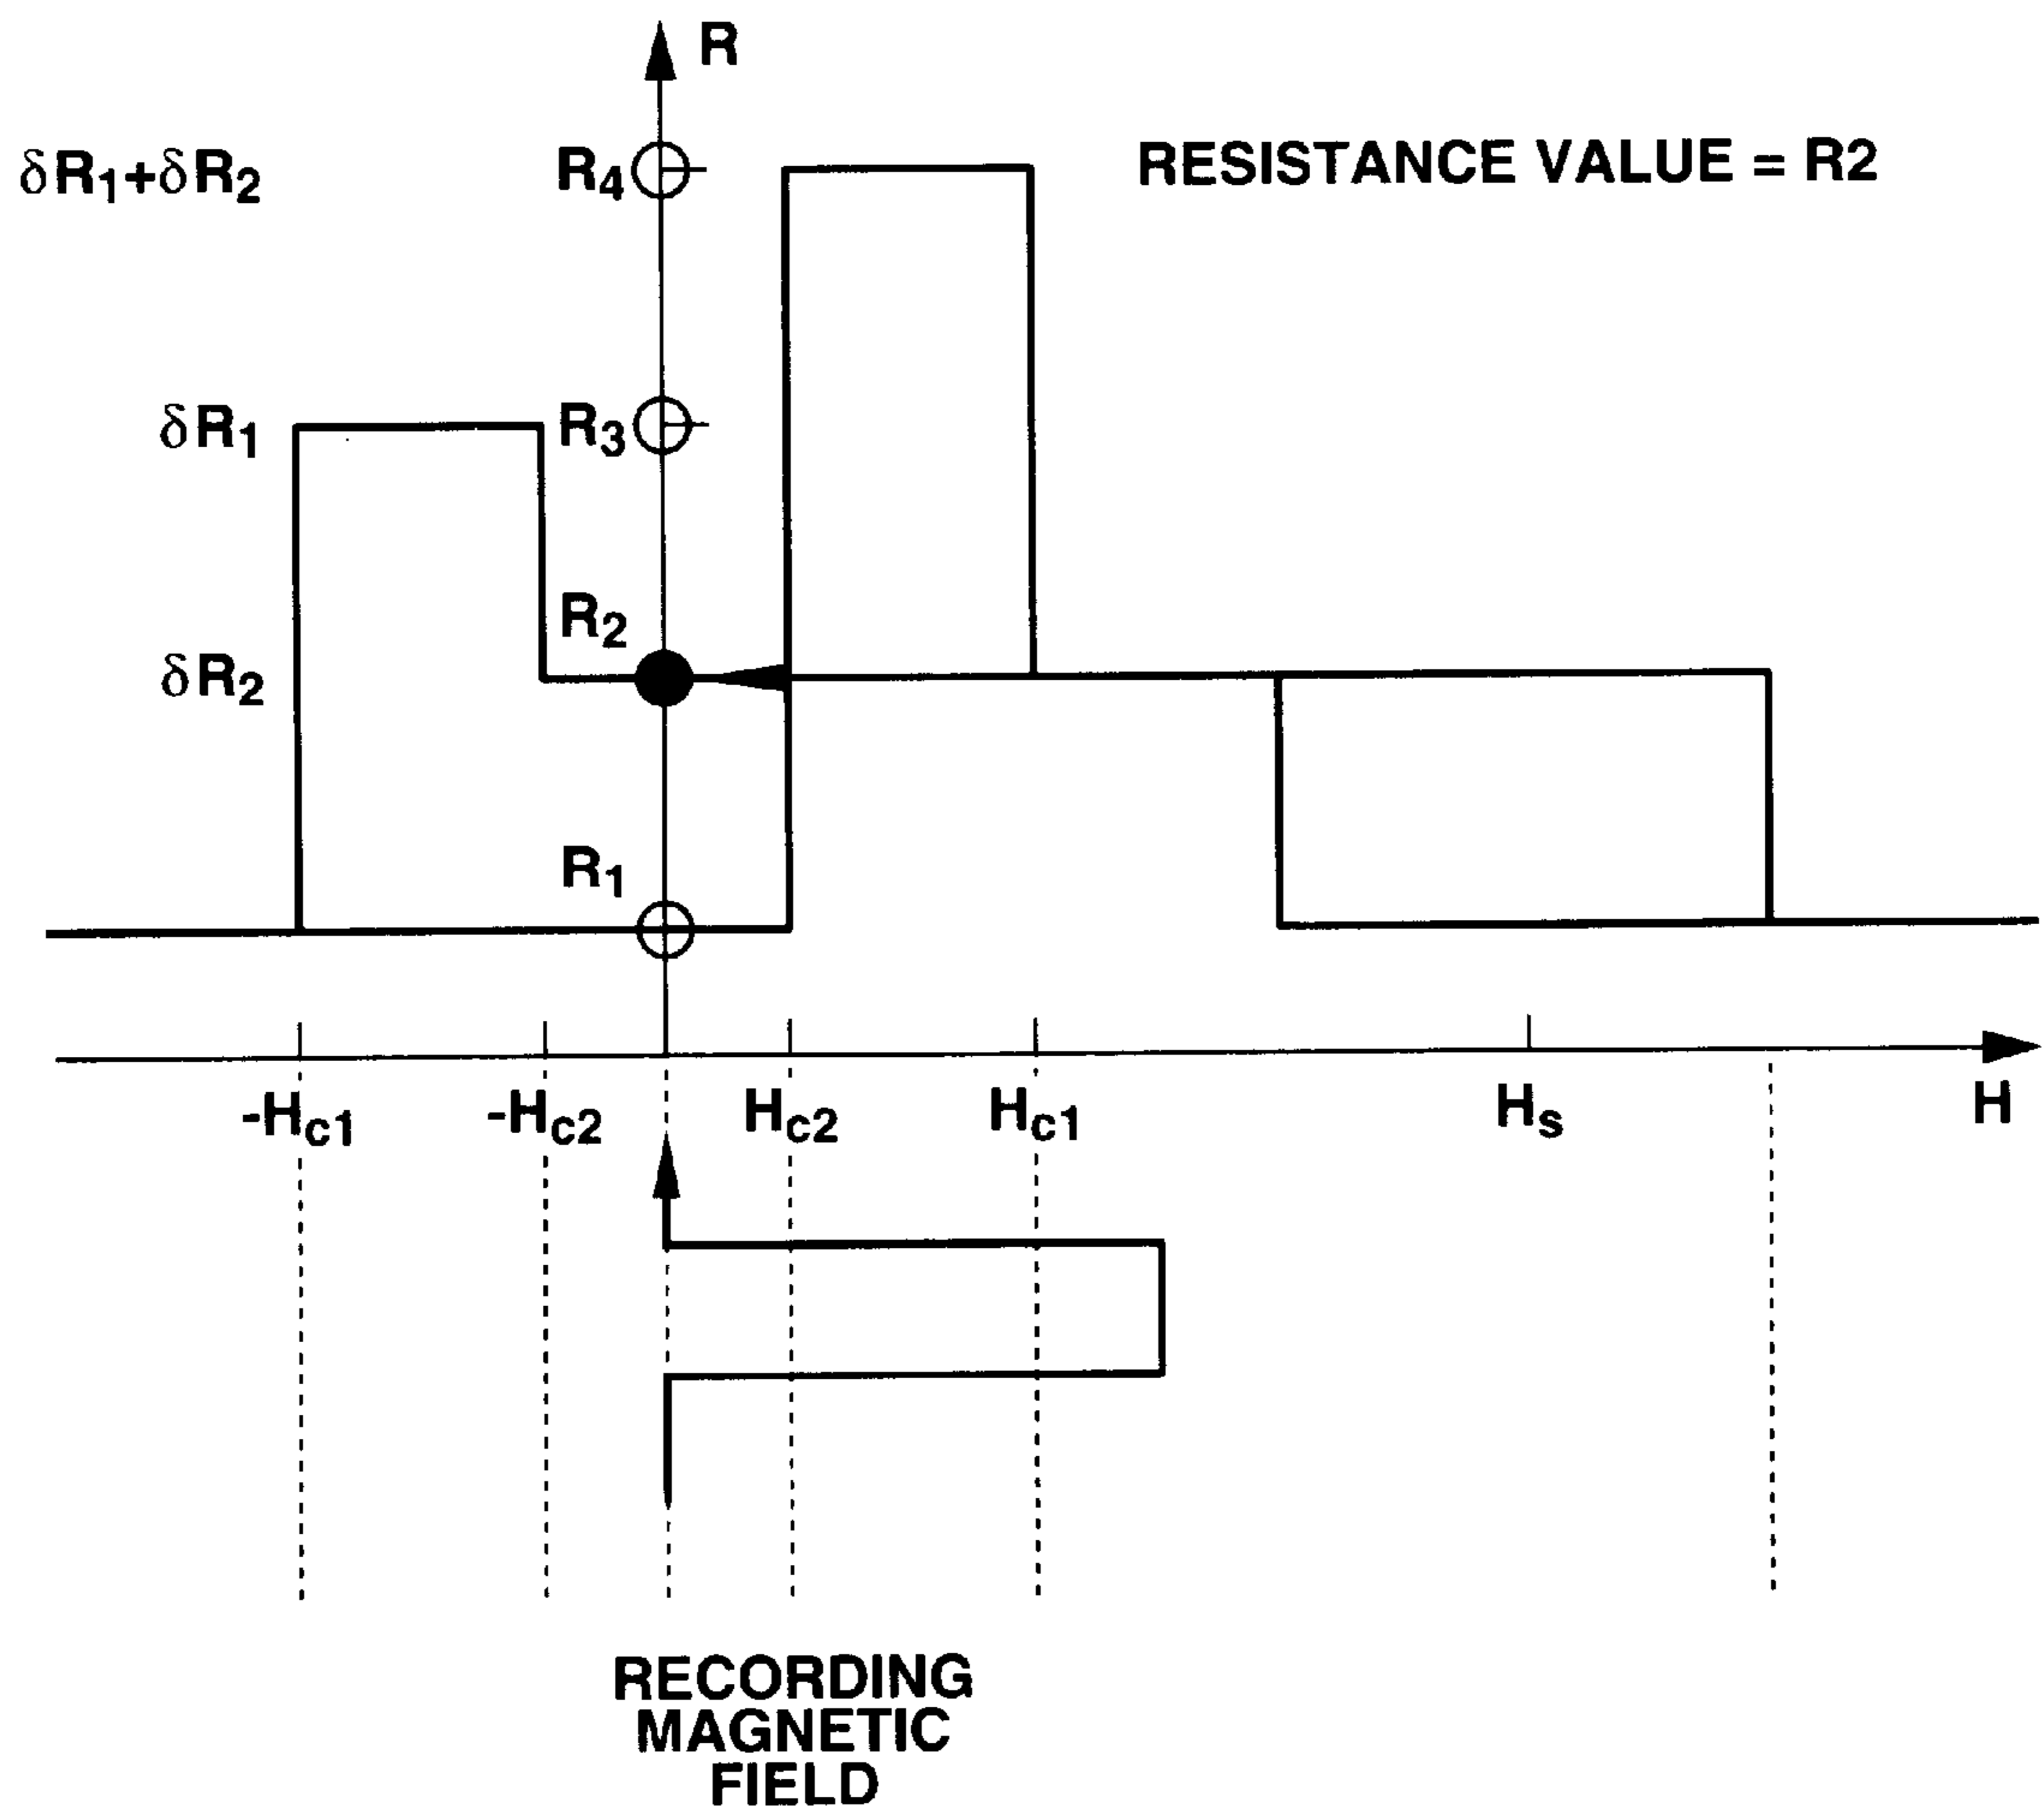 R
δR₁+δR₂
R₄
RESISTANCE VALUE = R2
δR₁
R₃
R₂
δR₂
R₁
-Hc1
-Hc2
Hc2
Hc1
Hs
H
RECORDING
MAGNETIC
FIELD